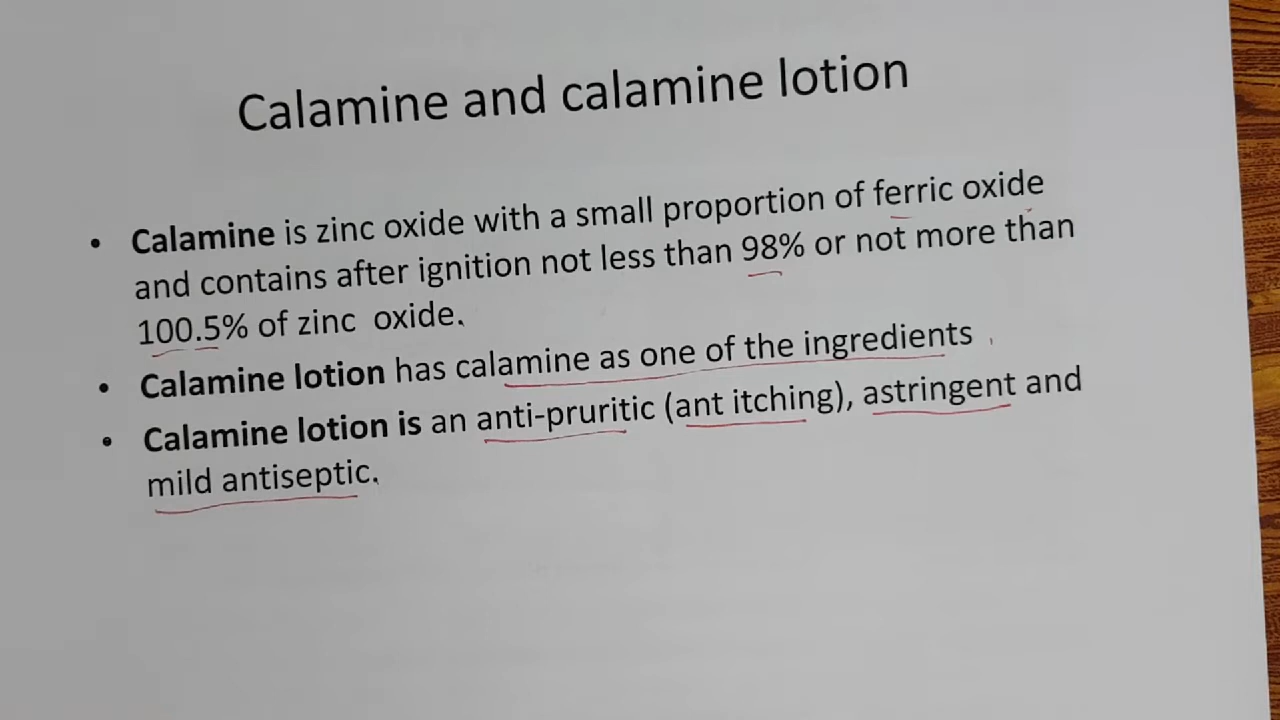 Calamine and calamine lotion
• Calamine is zinc oxide with a small proportion of ferric oxide
and contains after ignition not less than 98% or not more than
100.5% of zinc oxide.
• Calamine lotion has calamine as one of the ingredients
• Calamine lotion is an anti-pruritic (ant itching), astringent and
mild antiseptic.